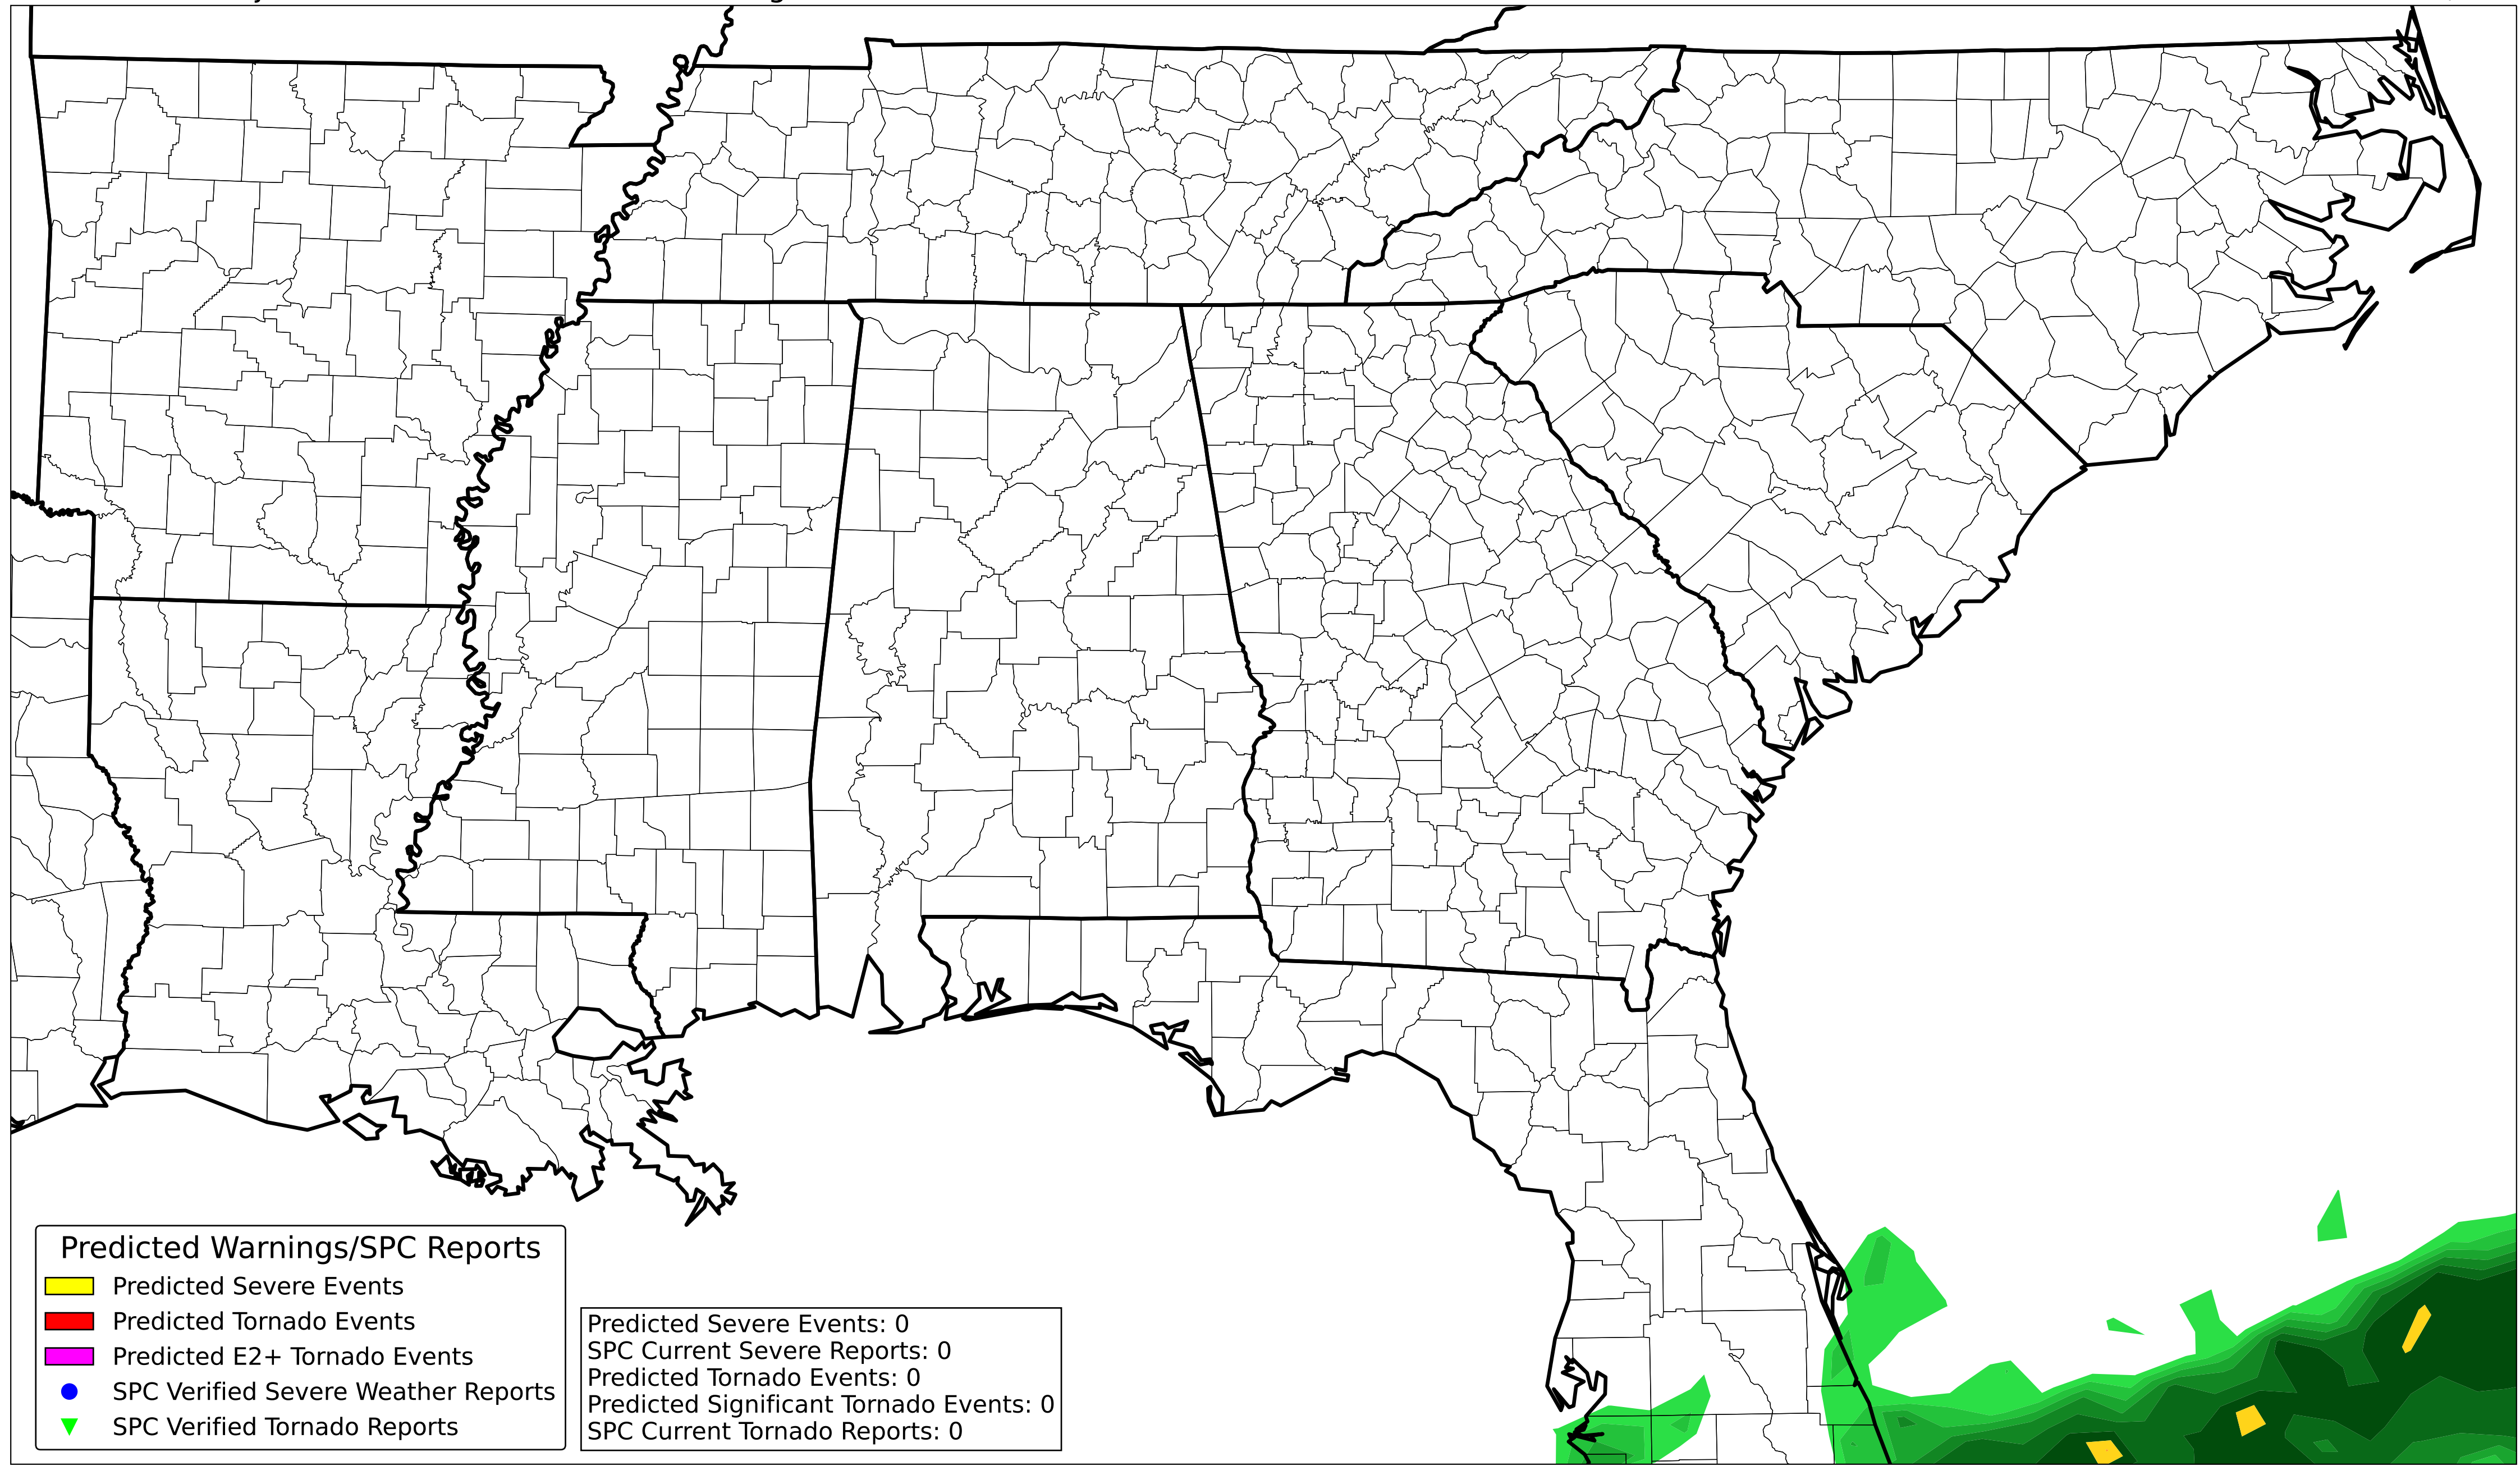 Predicted Warnings/SPC Reports
Predicted Severe Events
Predicted Tornado Events
Predicted E2+ Tornado Events
SPC Verified Severe Weather Reports
SPC Verified Tornado Reports
Predicted Severe Events: 0
SPC Current Severe Reports: 0
Predicted Tornado Events: 0
Predicted Significant Tornado Events: 0
SPC Current Tornado Reports: 0